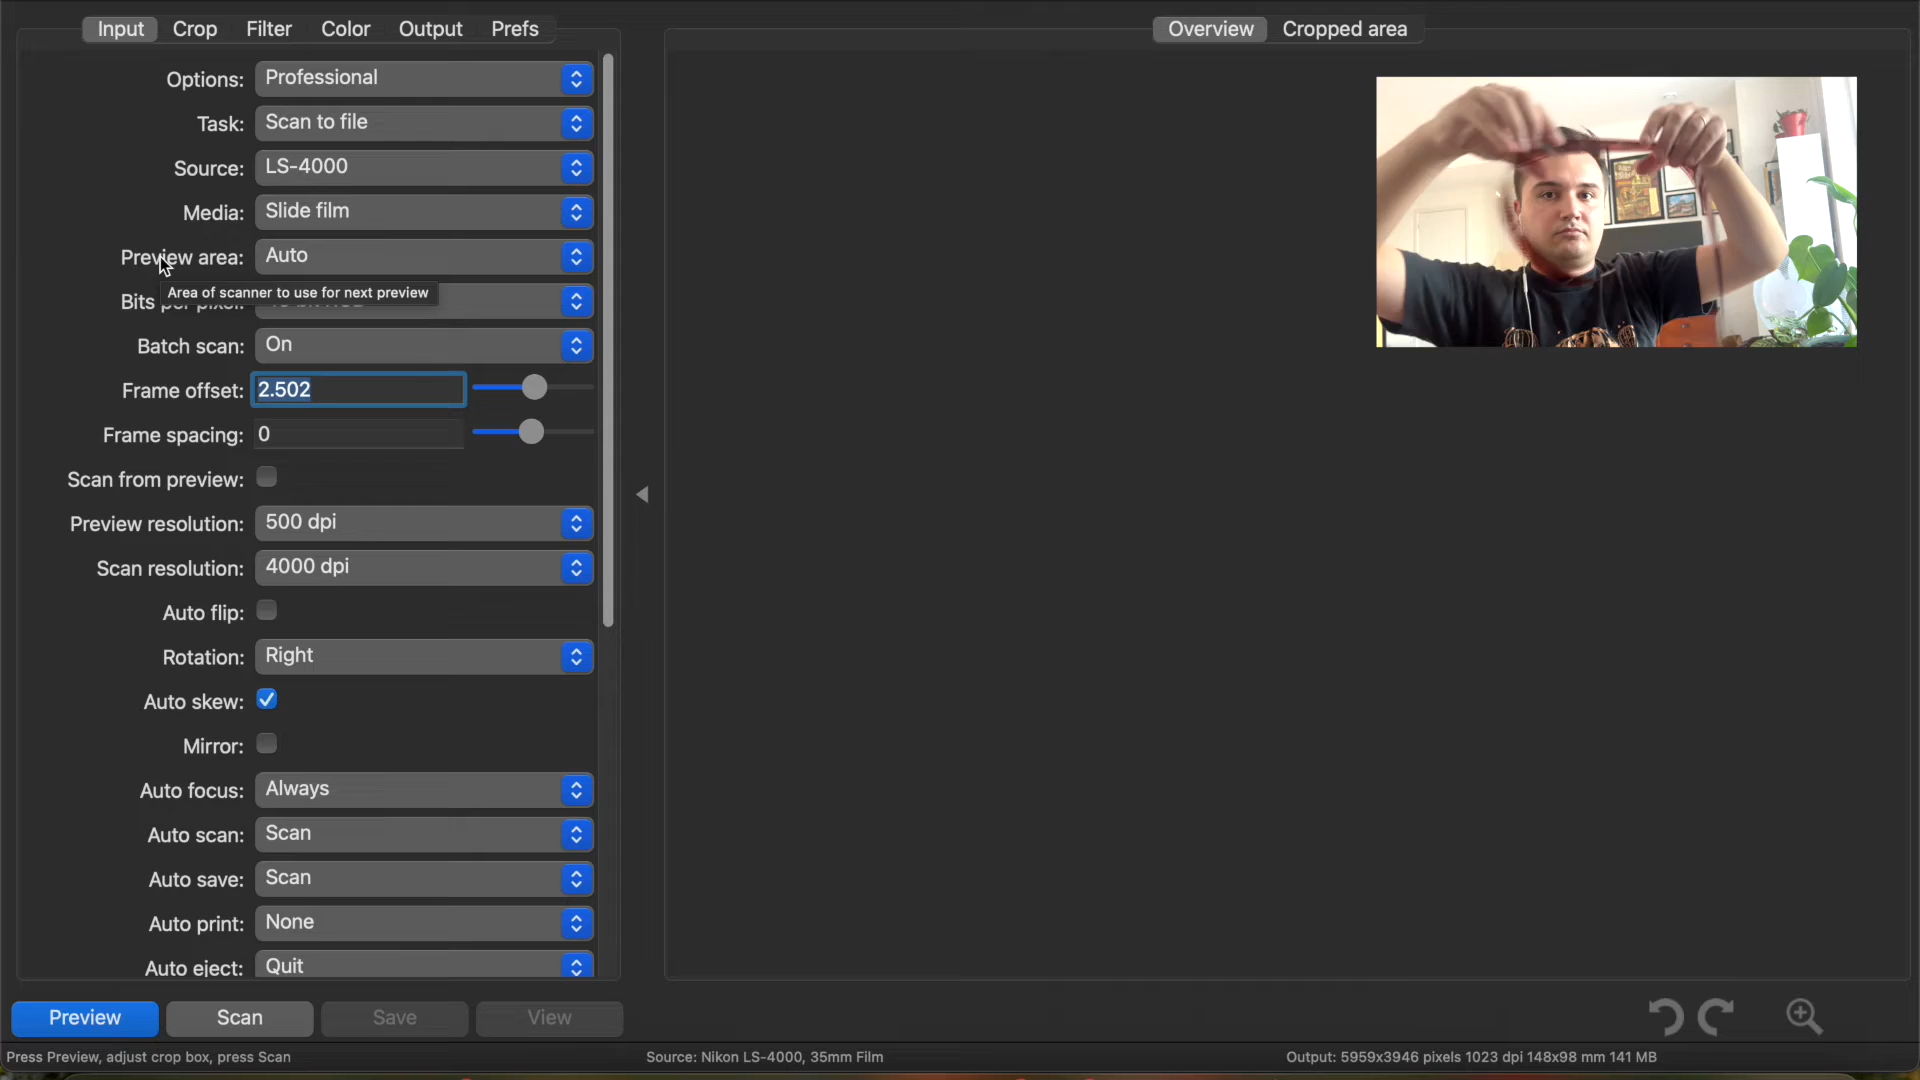 Input Crop Filter Color Output Prefs
Overview Cropped area
Options: Professional
Task: Scan to file
Source: LS-4000
Media: Slide film
Preview area: Auto
Area of scanner to use for next preview
Bits per pixel:
Batch scan: On
Frame offset: 2.502
Frame spacing: 0
Scan from preview:
Preview resolution: 500 dpi
Scan resolution: 4000 dpi
Auto flip:
Rotation: Right
Auto skew:
Mirror:
Auto focus: Always
Auto scan: Scan
Auto save: Scan
Auto print: None
Auto eject: Quit
Preview Scan Save View
Press Preview, adjust crop box, press Scan
Source: Nikon LS-4000, 35mm Film
Output: 5959x3946 pixels 1023 dpi 148x98 mm 141 MB